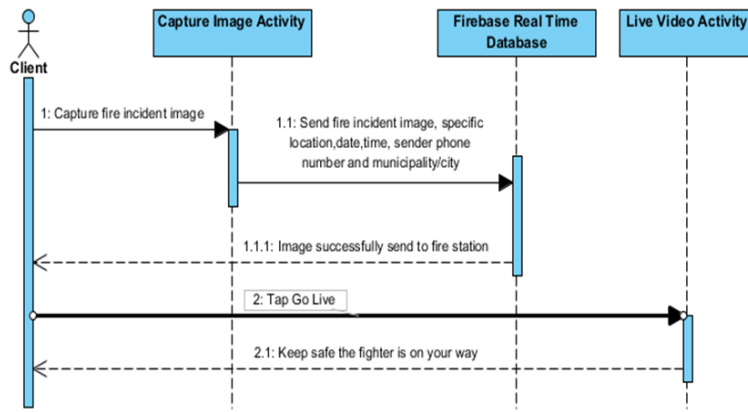 Capture Image Activity
Firebase Real Time
Database
Live Video Activity
Client
1: Capture fire incident image
1.1: Send fire incident image, specific
location,date,time, sender phone
number and municipality/city
1.1.1: Image successfully send to fire station
2: Tap Go Live
2.1: Keep safe the fighter is on your way